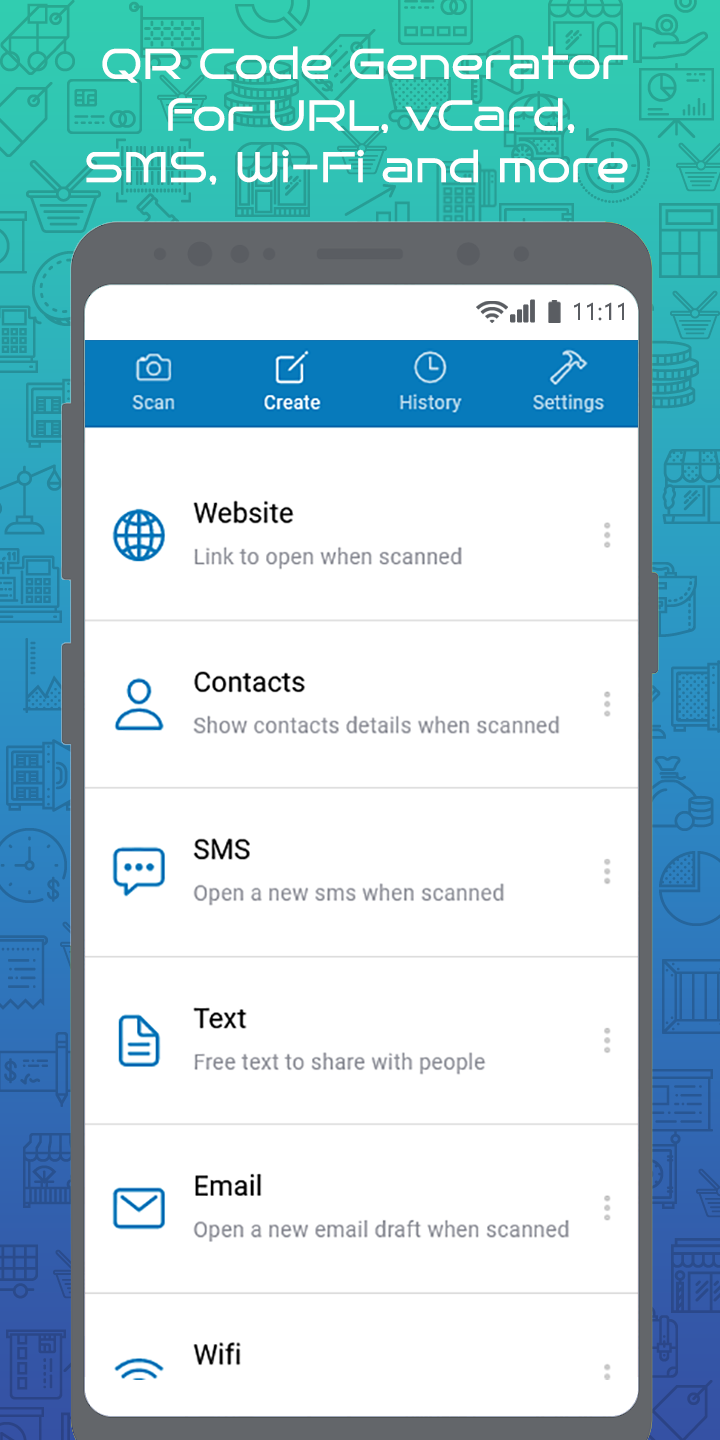 QR Code Generator
for URL, vCard,
SMS, Wi-Fi and more
11:11
Scan Create History Settings
Website
Link to open when scanned
Contacts
Show contacts details when scanned
SMS
Open a new sms when scanned
Text
Free text to share with people
Email
Open a new email draft when scanned
Wifi